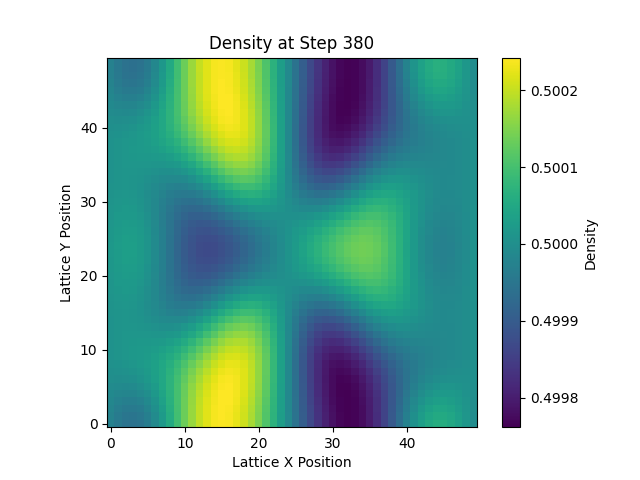 Density at Step 380
40
30
20
10
0
0 10 20 30 40
Lattice X Position
Lattice Y Position
0.5002
0.5001
0.5000
0.4999
0.4998
Density